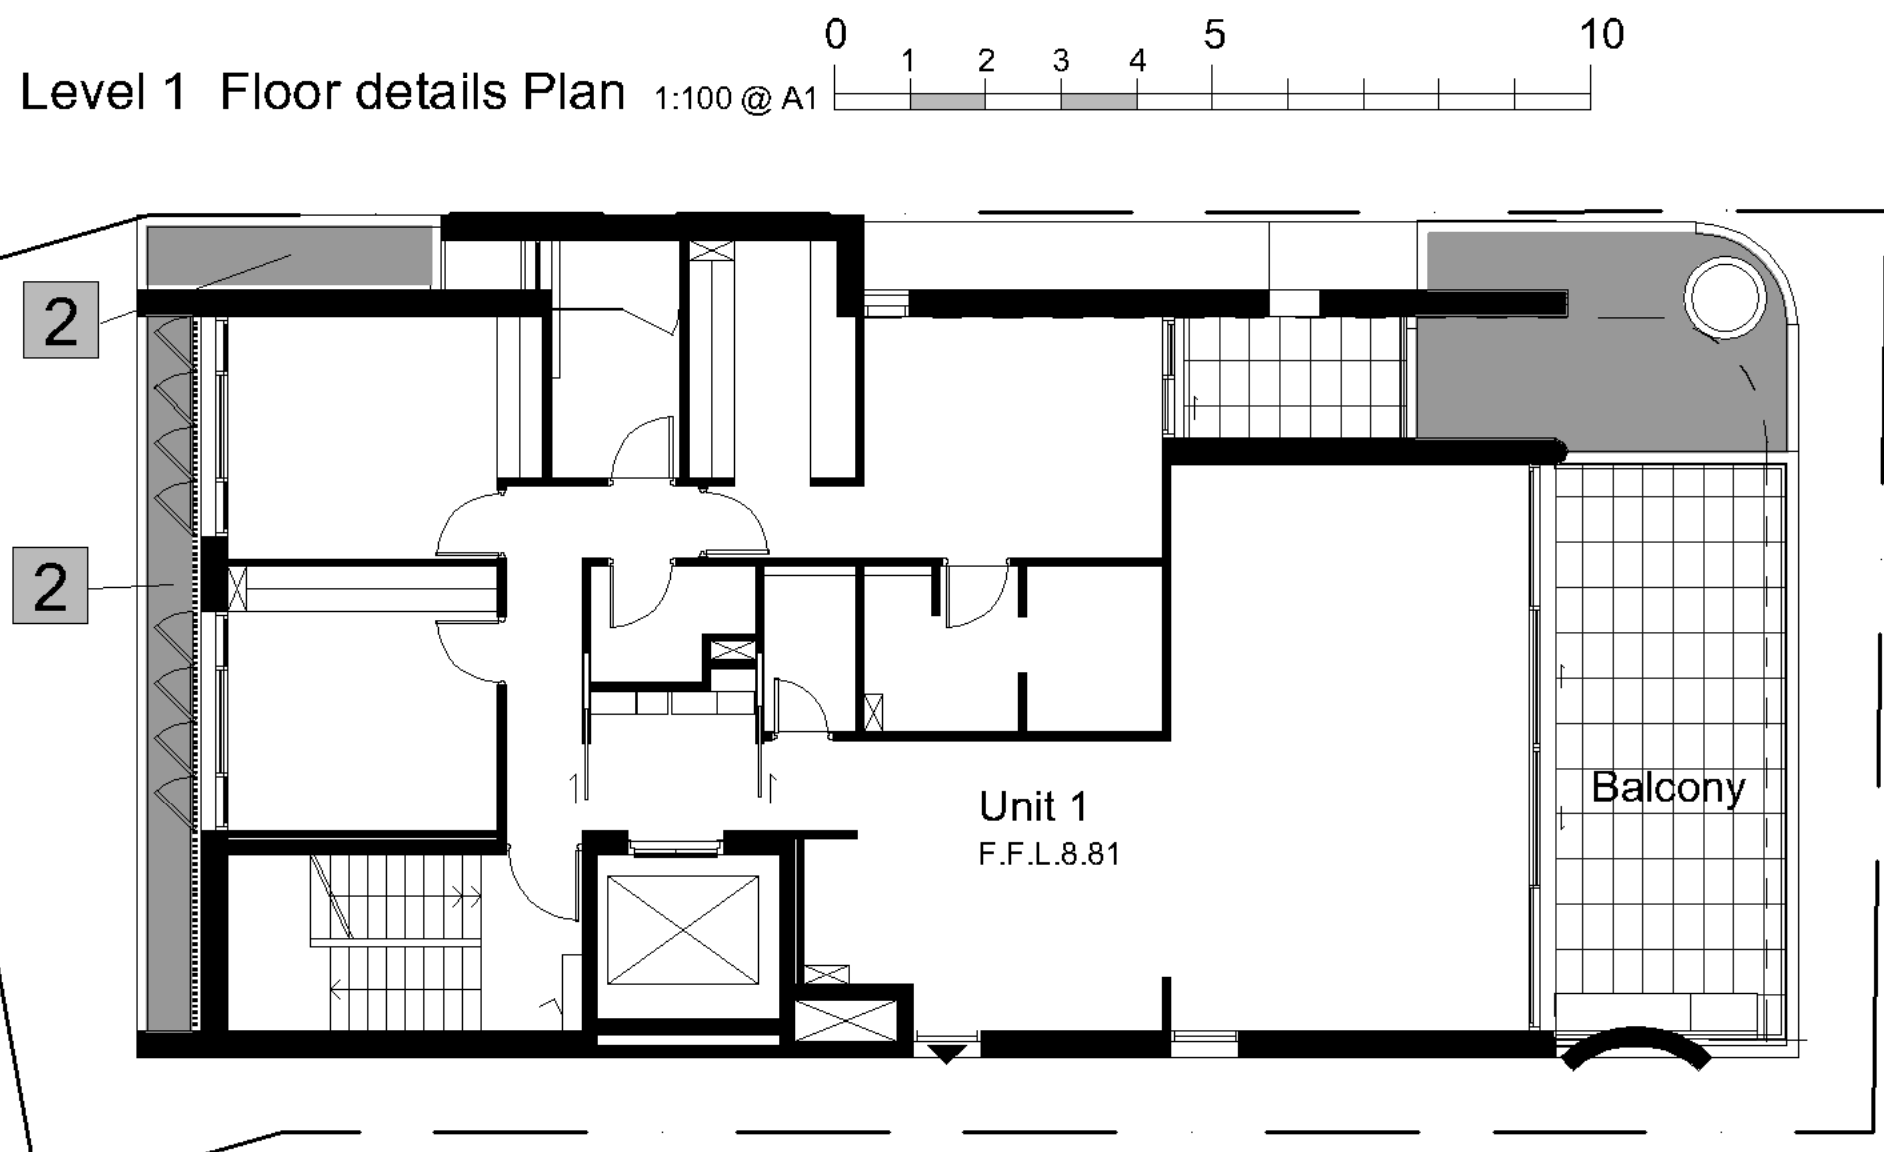 0 5 10
1 2 3 4
Level 1 Floor details Plan 1:100 @ A1
2
2
Balcony
Unit 1
F.F.L.8.81